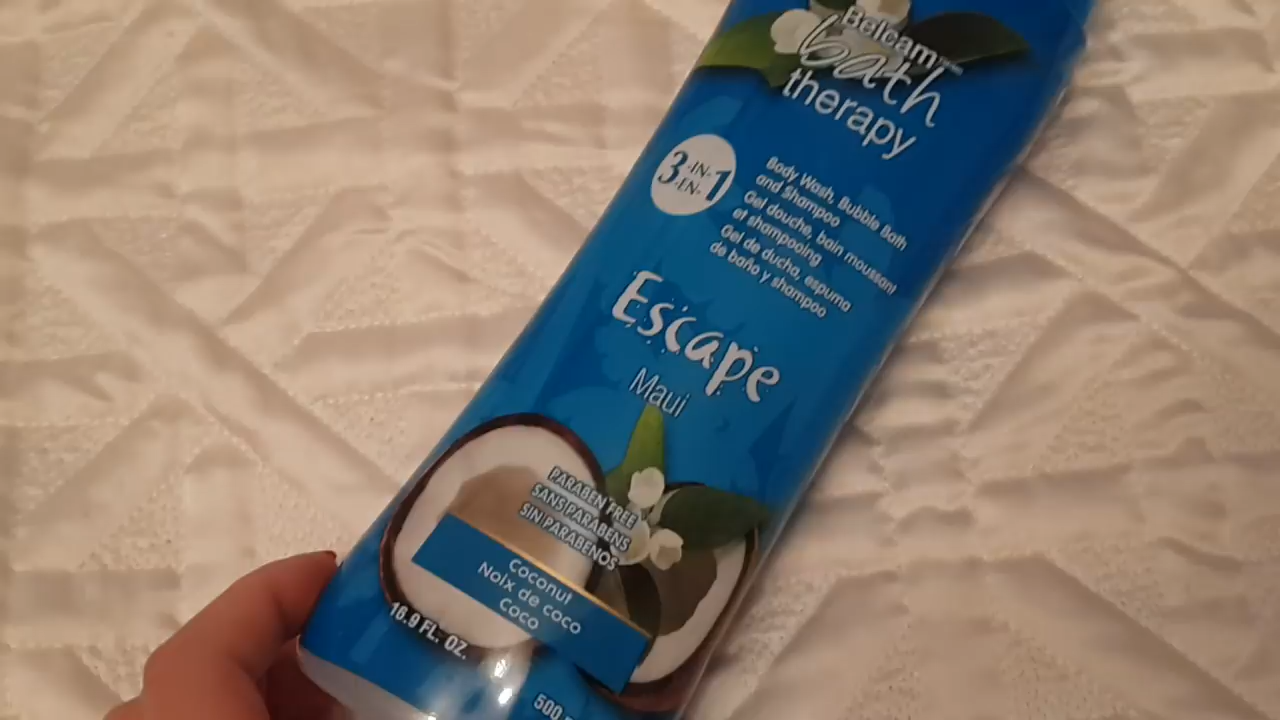 Belcam
bath
therapy
3-IN-1
-EN-
Body Wash, Bubble Bath
and Shampoo
Gel douche, bain moussant
et shampooing
Gel de ducha, espuma
de baño y shampoo
Escape
Maui
PARABEN FREE
SANS PARABENS
SIN PARABENOS
Coconut
Noix de coco
Coco
16.9 FL. OZ.
500